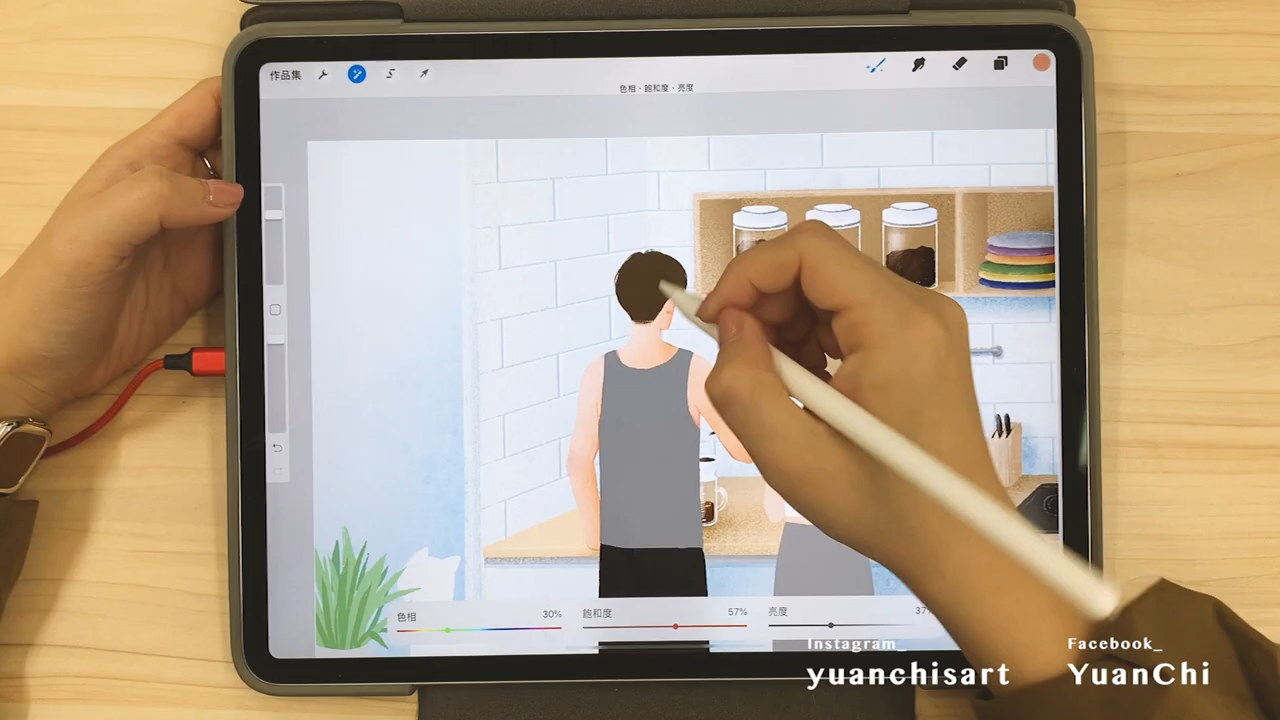 作品集
色相、飽和度、亮度
色相 30%
飽和度 57%
亮度 37%
Instagram_
yuanchisart
Facebook_
YuanChi